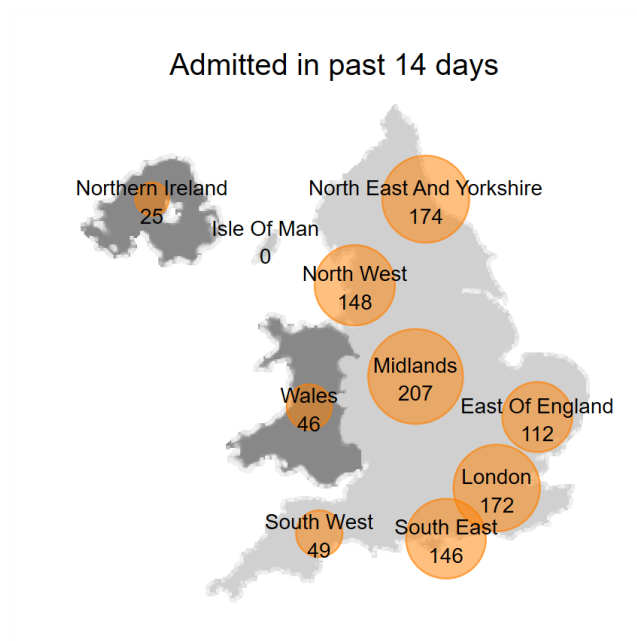 Admitted in past 14 days
Northern Ireland
25
North East And Yorkshire
174
Isle Of Man
0
North West
148
Midlands
207
Wales
46
East Of England
112
London
172
South West
49
South East
146